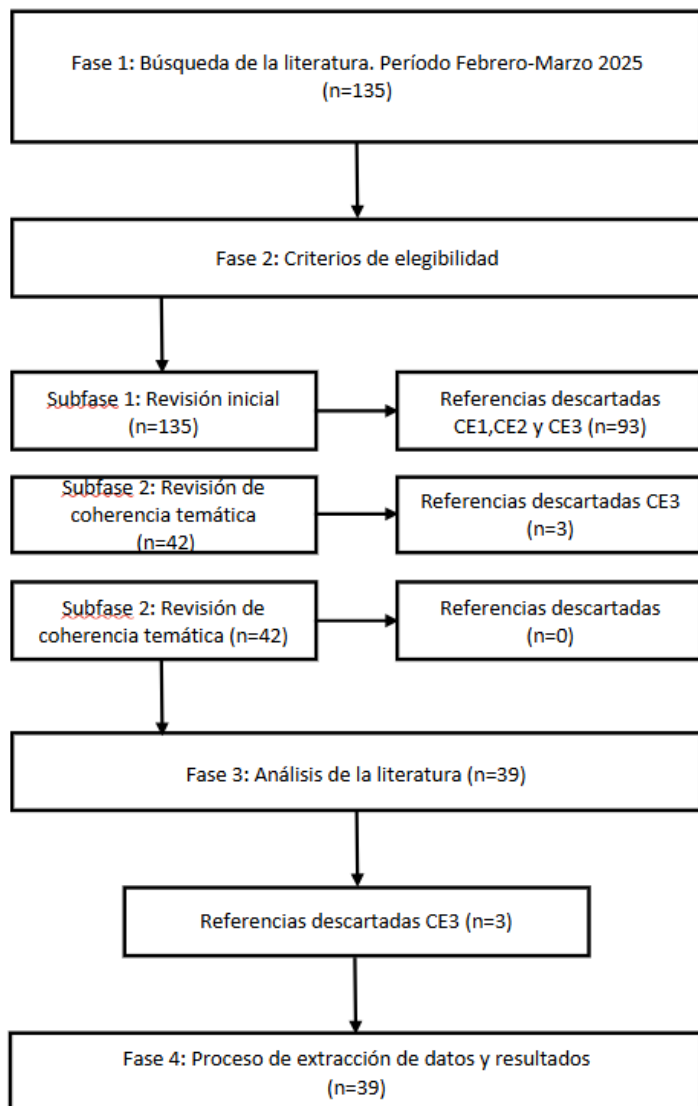 Fase 1: Búsqueda de la literatura. Período Febrero-Marzo 2025
(n=135)
Fase 2: Criterios de elegibilidad
Subfase 1: Revisión inicial
(n=135)
Referencias descartadas
CE1,CE2 y CE3 (n=93)
Subfase 2: Revisión de
coherencia temática
(n=42)
Referencias descartadas CE3
(n=3)
Subfase 2: Revisión de
coherencia temática (n=42)
Referencias descartadas
(n=0)
Fase 3: Análisis de la literatura (n=39)
Referencias descartadas CE3 (n=3)
Fase 4: Proceso de extracción de datos y resultados
(n=39)